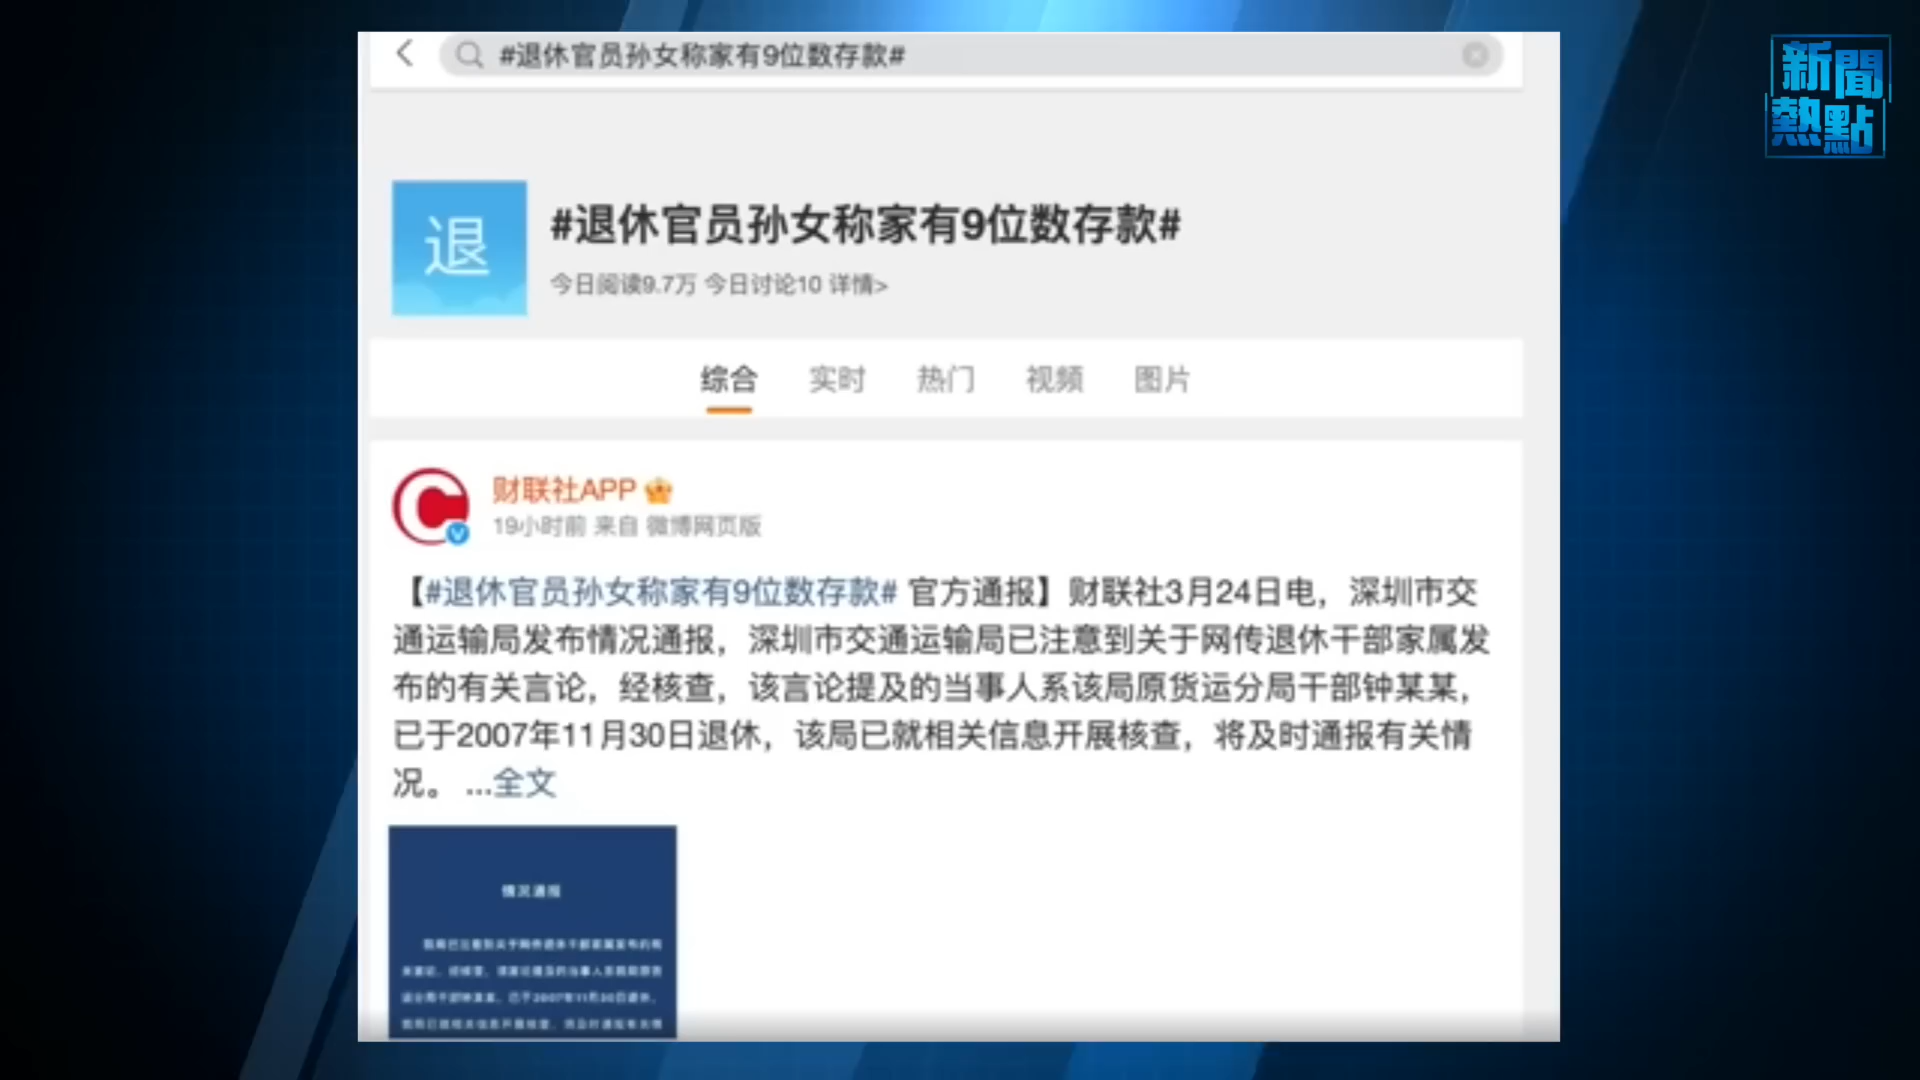 #退休官员孙女称家有9位数存款#
新聞
熱點
退
#退休官员孙女称家有9位数存款#
今日阅读9.7万 今日讨论10 详情>
综合 实时 热门 视频 图片
财联社APP
19小时前 来自 微博网页版
【#退休官员孙女称家有9位数存款# 官方通报】财联社3月24日电，深圳市交
通运输局发布情况通报，深圳市交通运输局已注意到关于网传退休干部家属发
布的有关言论，经核查，该言论提及的当事人系该局原货运分局干部钟某某，
已于2007年11月30日退休，该局已就相关信息开展核查，将及时通报有关情
况。 ...全文
情况通报